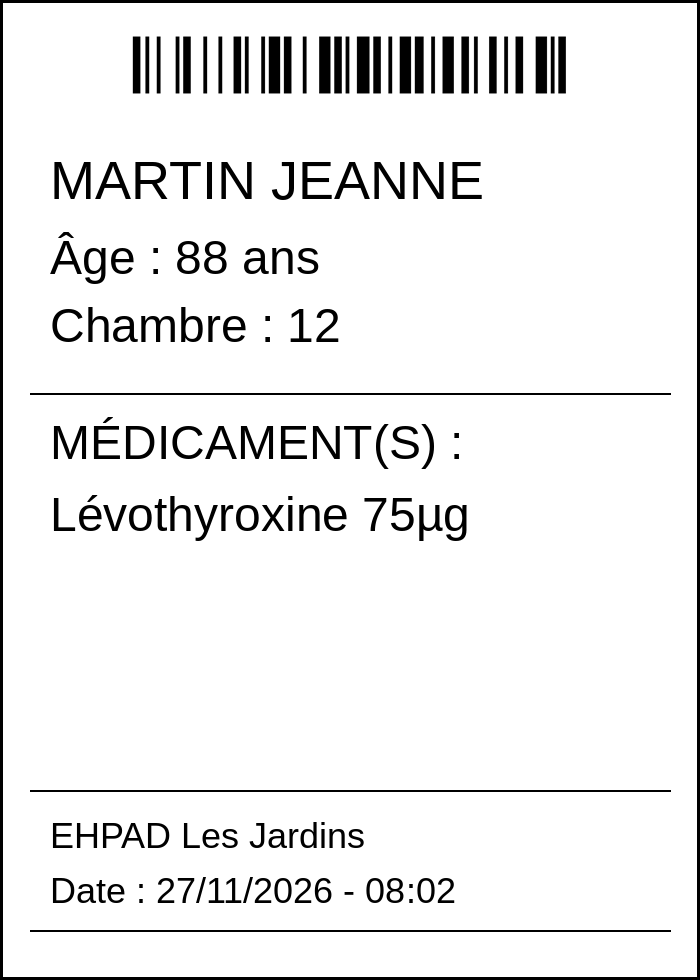 MARTIN JEANNE
Âge : 88 ans
Chambre : 12
MÉDICAMENT(S) :
Lévothyroxine 75µg
EHPAD Les Jardins
Date : 27/11/2026 - 08:02